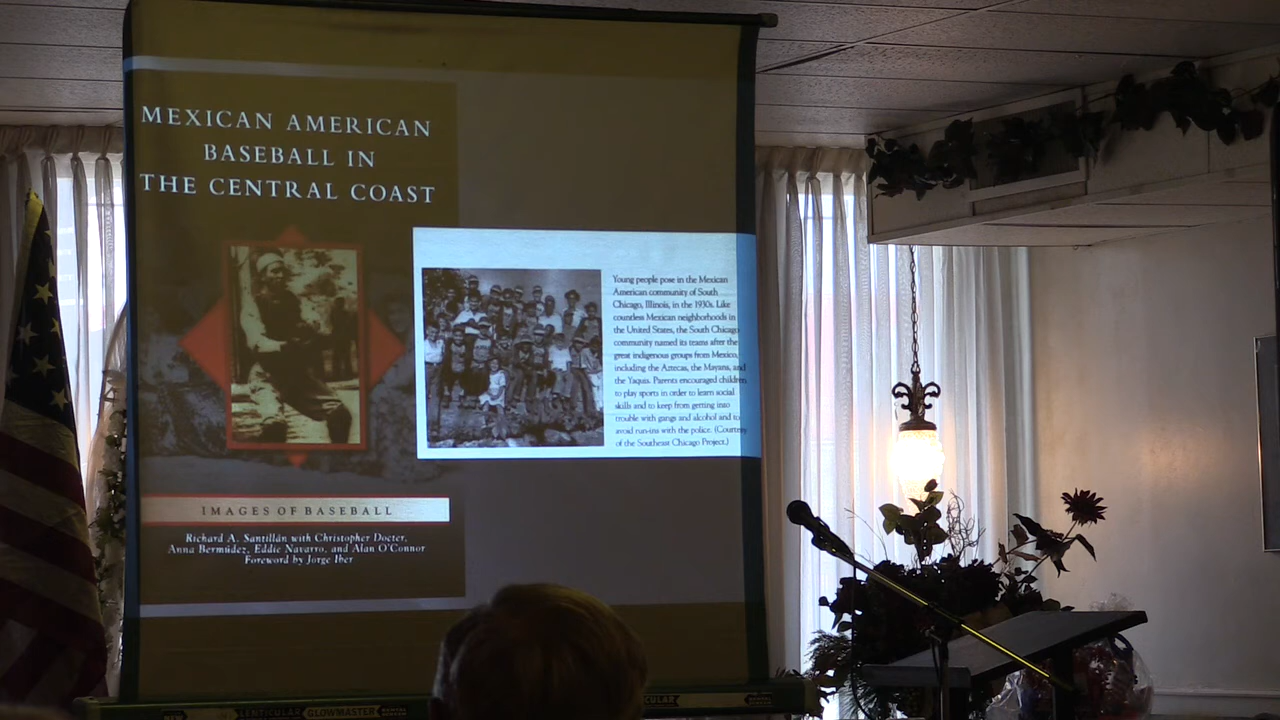 MEXICAN AMERICAN
BASEBALL IN
THE CENTRAL COAST
Young people pose in the Mexican
American community of South
Chicago, Illinois, in the 1930s. Like
countless Mexican neighborhoods in
the United States, the South Chicago
community named its teams after the
great indigenous groups from Mexico,
including the Aztecas, the Mayans, and
the Yaquis. Parents encouraged children
to play sports in order to learn social
skills and to keep from getting into
trouble with gangs and alcohol and to
avoid run-ins with the police. (Courtesy
of the Southeast Chicago Project.)
IMAGES OF BASEBALL
Richard A. Santillán with Christopher Docter,
Anna Bermúdez, Eddie Navarro, and Alan O'Connor
Foreword by Jorge Iber
LENTICULAR GLOWMASTER